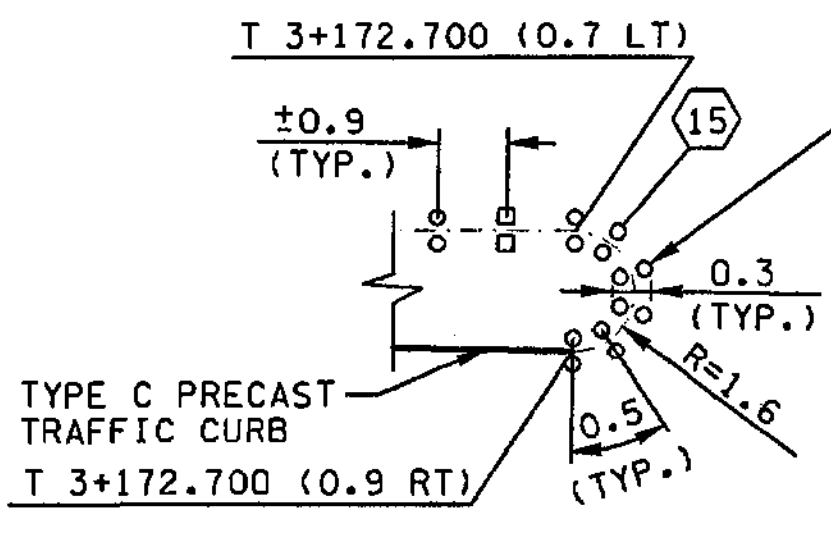 T 3+172.700 (0.7 LT)
±0.9
(TYP.)
15
0.3
(TYP.)
R=1.6
TYPE C PRECAST
TRAFFIC CURB
0.5
(TYP.)
T 3+172.700 (0.9 RT)